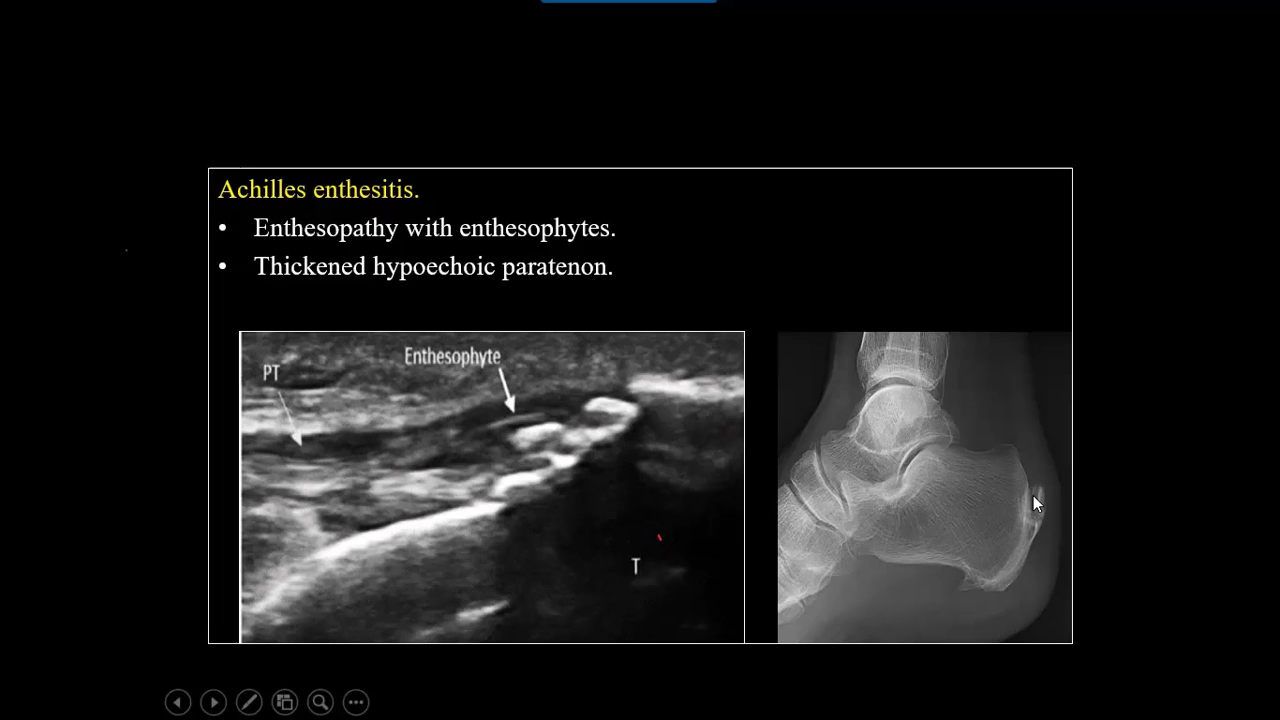 Achilles enthesitis.
• Enthesopathy with enthesophytes.
• Thickened hypoechoic paratenon.
Enthesophyte
PT
T